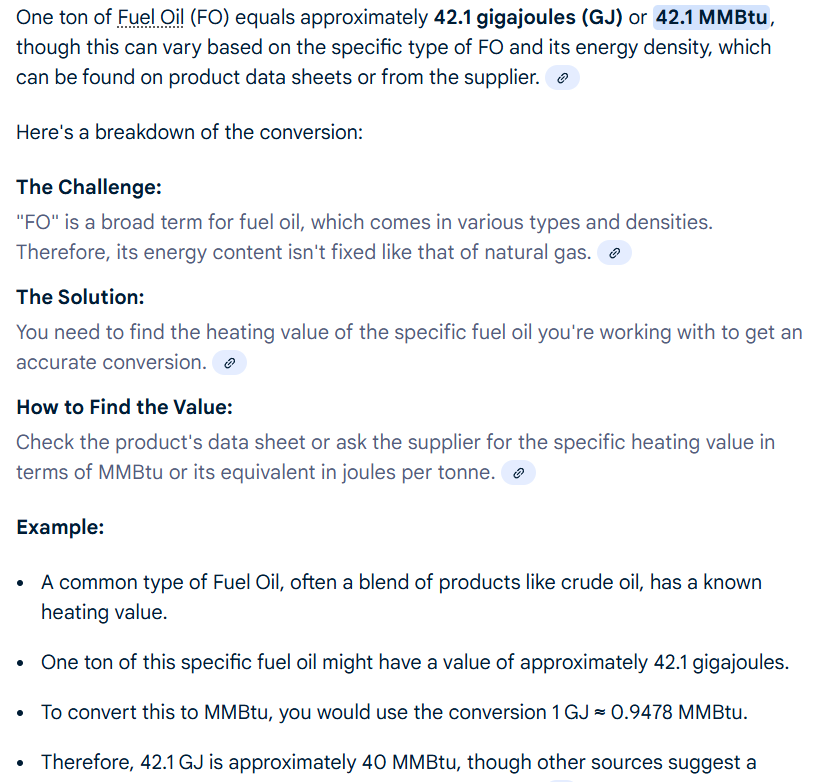 One ton of Fuel Oil (FO) equals approximately 42.1 gigajoules (GJ) or 42.1 MMBtu,
though this can vary based on the specific type of FO and its energy density, which
can be found on product data sheets or from the supplier.
Here's a breakdown of the conversion:
The Challenge:
"FO" is a broad term for fuel oil, which comes in various types and densities.
Therefore, its energy content isn't fixed like that of natural gas.
The Solution:
You need to find the heating value of the specific fuel oil you're working with to get an
accurate conversion.
How to Find the Value:
Check the product's data sheet or ask the supplier for the specific heating value in
terms of MMBtu or its equivalent in joules per tonne.
Example:
• A common type of Fuel Oil, often a blend of products like crude oil, has a known
heating value.
• One ton of this specific fuel oil might have a value of approximately 42.1 gigajoules.
• To convert this to MMBtu, you would use the conversion 1 GJ ≈ 0.9478 MMBtu.
• Therefore, 42.1 GJ is approximately 40 MMBtu, though other sources suggest a